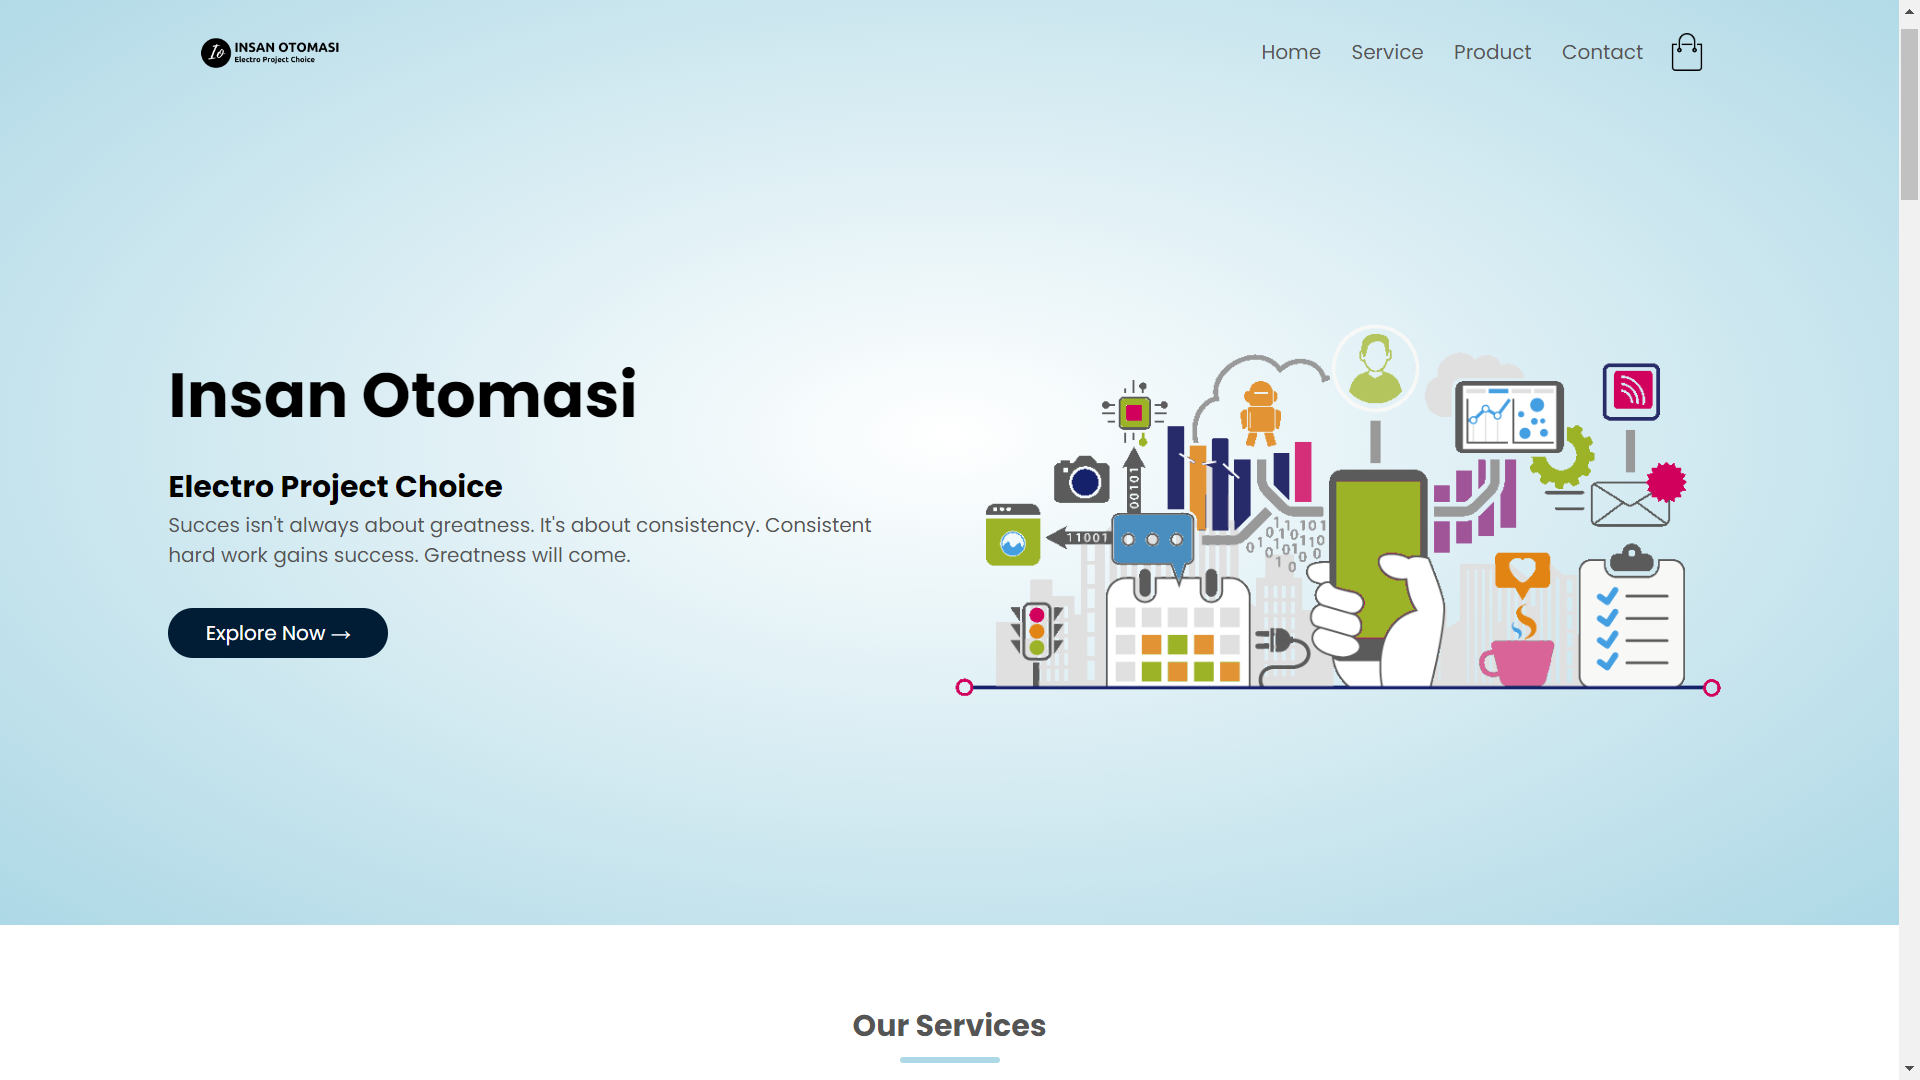 Io INSAN OTOMASI
Electro Project Choice
Home Service Product Contact
Insan Otomasi
Electro Project Choice
Succes isn't always about greatness. It's about consistency. Consistent
hard work gains success. Greatness will come.
Explore Now →
00101
11001
Our Services